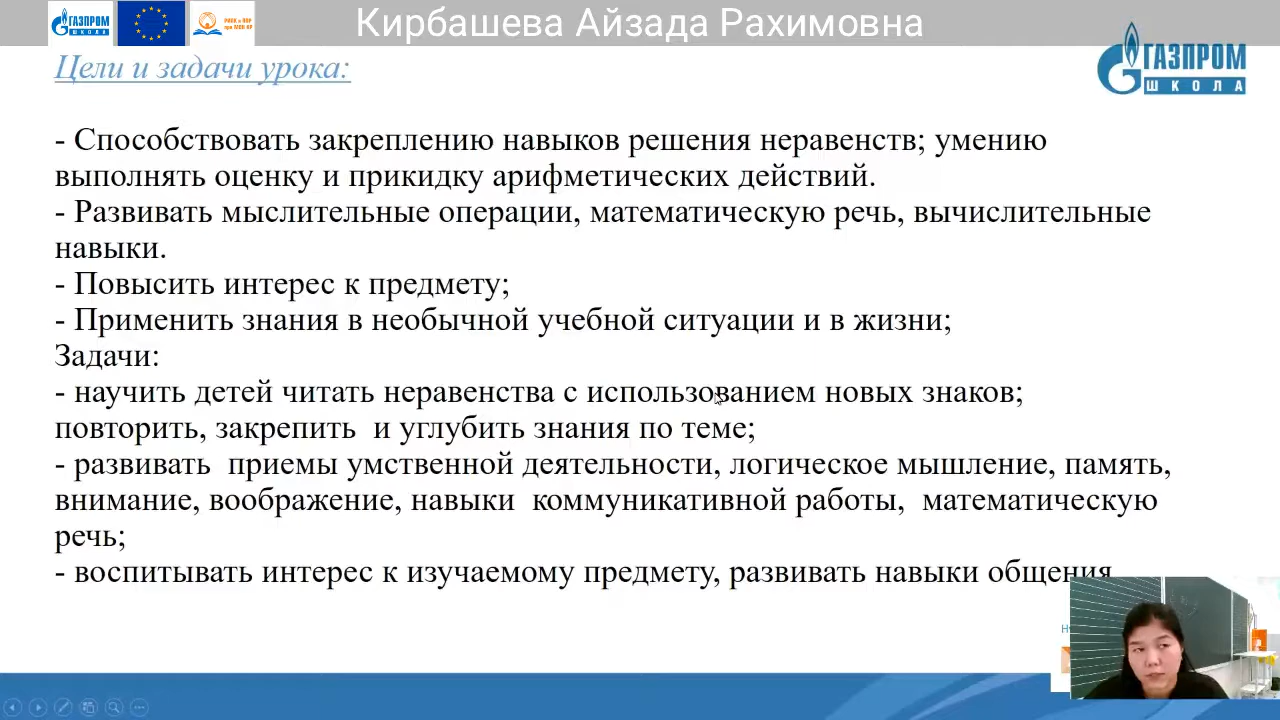 ГАЗПРОМ
ШКОЛА
Кирбашева Айзада Рахимовна
Цели и задачи урока:
ГАЗПРОМ
ШКОЛА
- Способствовать закреплению навыков решения неравенств; умению
выполнять оценку и прикидку арифметических действий.
- Развивать мыслительные операции, математическую речь, вычислительные
навыки.
- Повысить интерес к предмету;
- Применить знания в необычной учебной ситуации и в жизни;
Задачи:
- научить детей читать неравенства с использованием новых знаков;
повторить, закрепить  и углубить знания по теме;
- развивать  приемы умственной деятельности, логическое мышление, память,
внимание, воображение, навыки  коммуникативной работы,  математическую
речь;
- воспитывать интерес к изучаемому предмету, развивать навыки общения